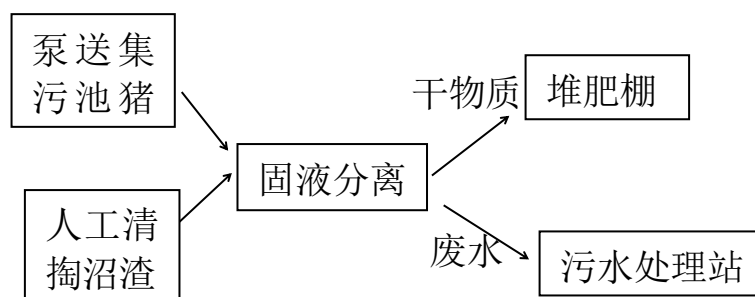 泵送集
污池猪
人工清
掏沼渣
固液分离
干物质
堆肥棚
废水
污水处理站